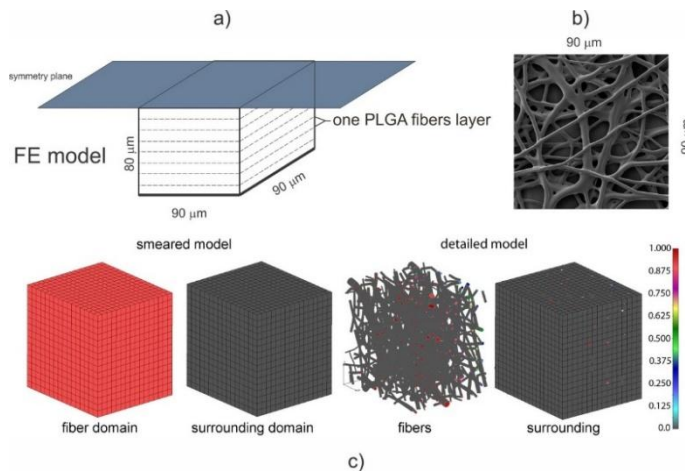 a)
b)
90 μm
symmetry plane
one PLGA fibers layer
80 μm
FE model
90 μm
90 μm
smeared model
detailed model
1.000
0.875
0.750
0.625
0.500
0.375
0.250
0.125
0.0
fiber domain
surrounding domain
fibers
surrounding
c)